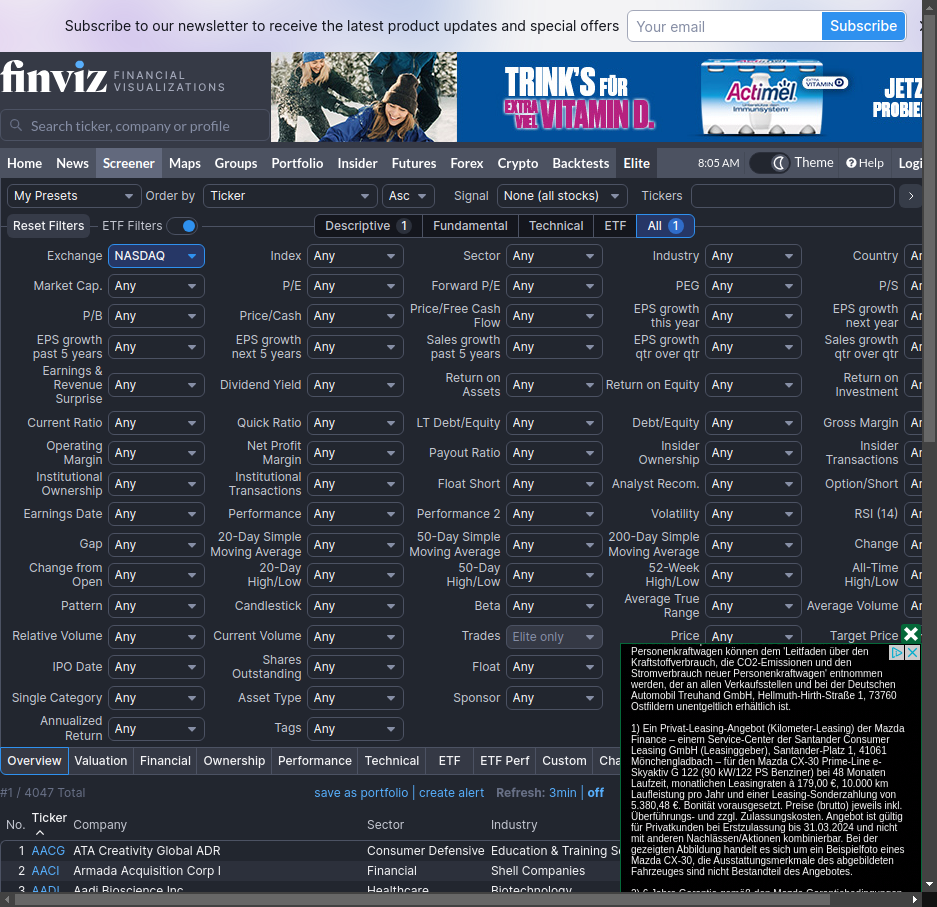 Subscribe to our newsletter to receive the latest product updates and special offers
Your email
Subscribe
finviz FINANCIAL VISUALIZATIONS
TRINK'S FÜR
EXTRA VIEL VITAMIN D.
Actimel
EXTRA VITAMIN D
JETZ
PROBIE
Search ticker, company or profile
Home News Screener Maps Groups Portfolio Insider Futures Forex Crypto Backtests Elite 8:05 AM Theme Help Logi
My Presets Order by Ticker Asc Signal None (all stocks) Tickers
Reset Filters ETF Filters Descriptive 1 Fundamental Technical ETF All 1
Exchange NASDAQ Index Any Sector Any Industry Any Country An
Market Cap. Any P/E Any Forward P/E Any PEG Any P/S An
P/B Any Price/Cash Any Price/Free Cash Flow Any EPS growth this year Any EPS growth next year An
EPS growth past 5 years Any EPS growth next 5 years Any Sales growth past 5 years Any EPS growth qtr over qtr Any Sales growth qtr over qtr An
Earnings & Revenue Surprise Any Dividend Yield Any Return on Assets Any Return on Equity Any Return on Investment An
Current Ratio Any Quick Ratio Any LT Debt/Equity Any Debt/Equity Any Gross Margin An
Operating Margin Any Net Profit Margin Any Payout Ratio Any Insider Ownership Any Insider Transactions An
Institutional Ownership Any Institutional Transactions Any Float Short Any Analyst Recom. Any Option/Short An
Earnings Date Any Performance Any Performance 2 Any Volatility Any RSI (14) An
Gap Any 20-Day Simple Moving Average Any 50-Day Simple Moving Average Any 200-Day Simple Moving Average Any Change An
Change from Open Any 20-Day High/Low Any 50-Day High/Low Any 52-Week High/Low Any All-Time High/Low An
Pattern Any Candlestick Any Beta Any Average True Range Any Average Volume An
Relative Volume Any Current Volume Any Trades Elite only Price Any Target Price
IPO Date Any Shares Outstanding Any Float Any
Single Category Any Asset Type Any Sponsor Any
Annualized Return Any Tags Any
Personenkraftwagen können dem 'Leitfaden über den
Kraftstoffverbrauch, die CO2-Emissionen und den
Stromverbrauch neuer Personenkraftwagen' entnommen
werden, der an allen Verkaufsstellen und bei der Deutschen
Automobil Treuhand GmbH, Hellmuth-Hirth-Straße 1, 73760
Ostfildern unentgeltlich erhältlich ist.
1) Ein Privat-Leasing-Angebot (Kilometer-Leasing) der Mazda
Finance – einem Service-Center der Santander Consumer
Leasing GmbH (Leasinggeber), Santander-Platz 1, 41061
Mönchengladbach – für den Mazda CX-30 Prime-Line e-
Skyaktiv G 122 (90 kW/122 PS Benziner) bei 48 Monaten
Laufzeit, monatlichen Leasingraten à 179,00 €, 10.000 km
Laufleistung pro Jahr und einer Leasing-Sonderzahlung von
5.380,48 €. Bonität vorausgesetzt. Preise (brutto) jeweils inkl.
Überführungs- und zzgl. Zulassungskosten. Angebot ist gültig
für Privatkunden bei Erstzulassung bis 31.03.2024 und nicht
mit anderen Nachlässen/Aktionen kombinierbar. Bei der
gezeigten Abbildung handelt es sich um ein Beispielfoto eines
Mazda CX-30, die Ausstattungsmerkmale des abgebildeten
Fahrzeuges sind nicht Bestandteil des Angebotes.
Overview Valuation Financial Ownership Performance Technical ETF ETF Perf Custom Cha
#1 / 4047 Total save as portfolio | create alert Refresh: 3min | off
No. Ticker Company Sector Industry
1 AACG ATA Creativity Global ADR Consumer Defensive Education & Training Se
2 AACI Armada Acquisition Corp I Financial Shell Companies
3 AADI Aadi Bioscience Inc Healthcare Biotechnology